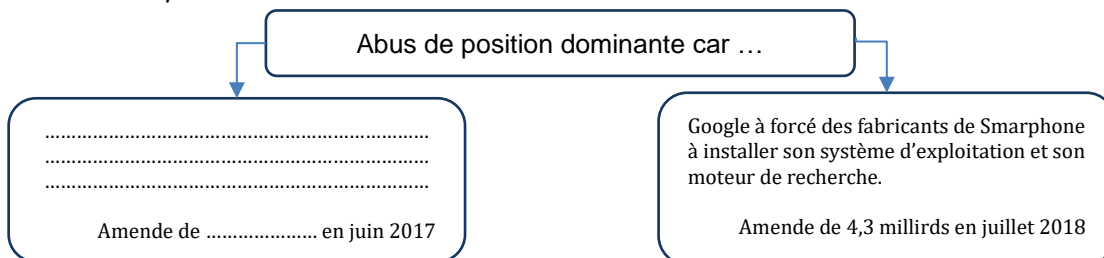 Abus de position dominante car …
………………………………………………………………
………………………………………………………………
………………………………………………………………
Amende de ………………… en juin 2017
Google à forcé des fabricants de Smarphone
à installer son système d’exploitation et son
moteur de recherche.
Amende de 4,3 millirds en juillet 2018